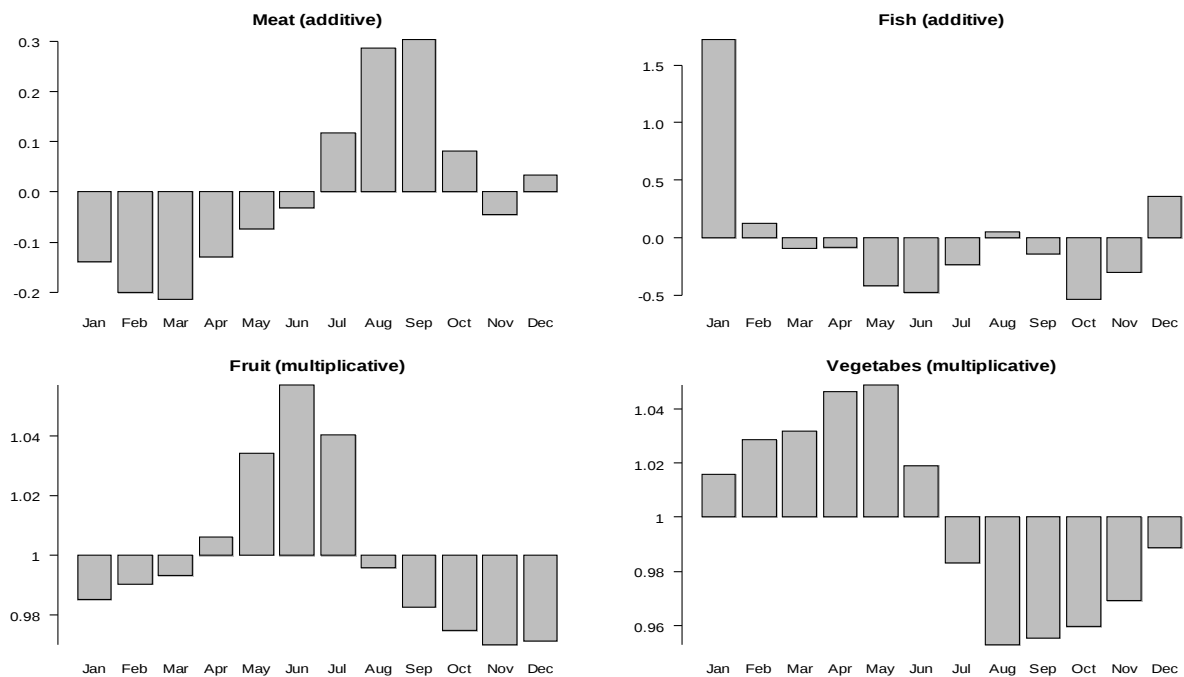 Meat (additive)
0.3
0.2
0.1
0.0
-0.1
-0.2
Jan Feb Mar Apr May Jun Jul Aug Sep Oct Nov Dec
Fish (additive)
1.5
1.0
0.5
0.0
-0.5
Jan Feb Mar Apr May Jun Jul Aug Sep Oct Nov Dec
Fruit (multiplicative)
1.04
1.02
1
0.98
Jan Feb Mar Apr May Jun Jul Aug Sep Oct Nov Dec
Vegetabes (multiplicative)
1.04
1.02
1
0.98
0.96
Jan Feb Mar Apr May Jun Jul Aug Sep Oct Nov Dec